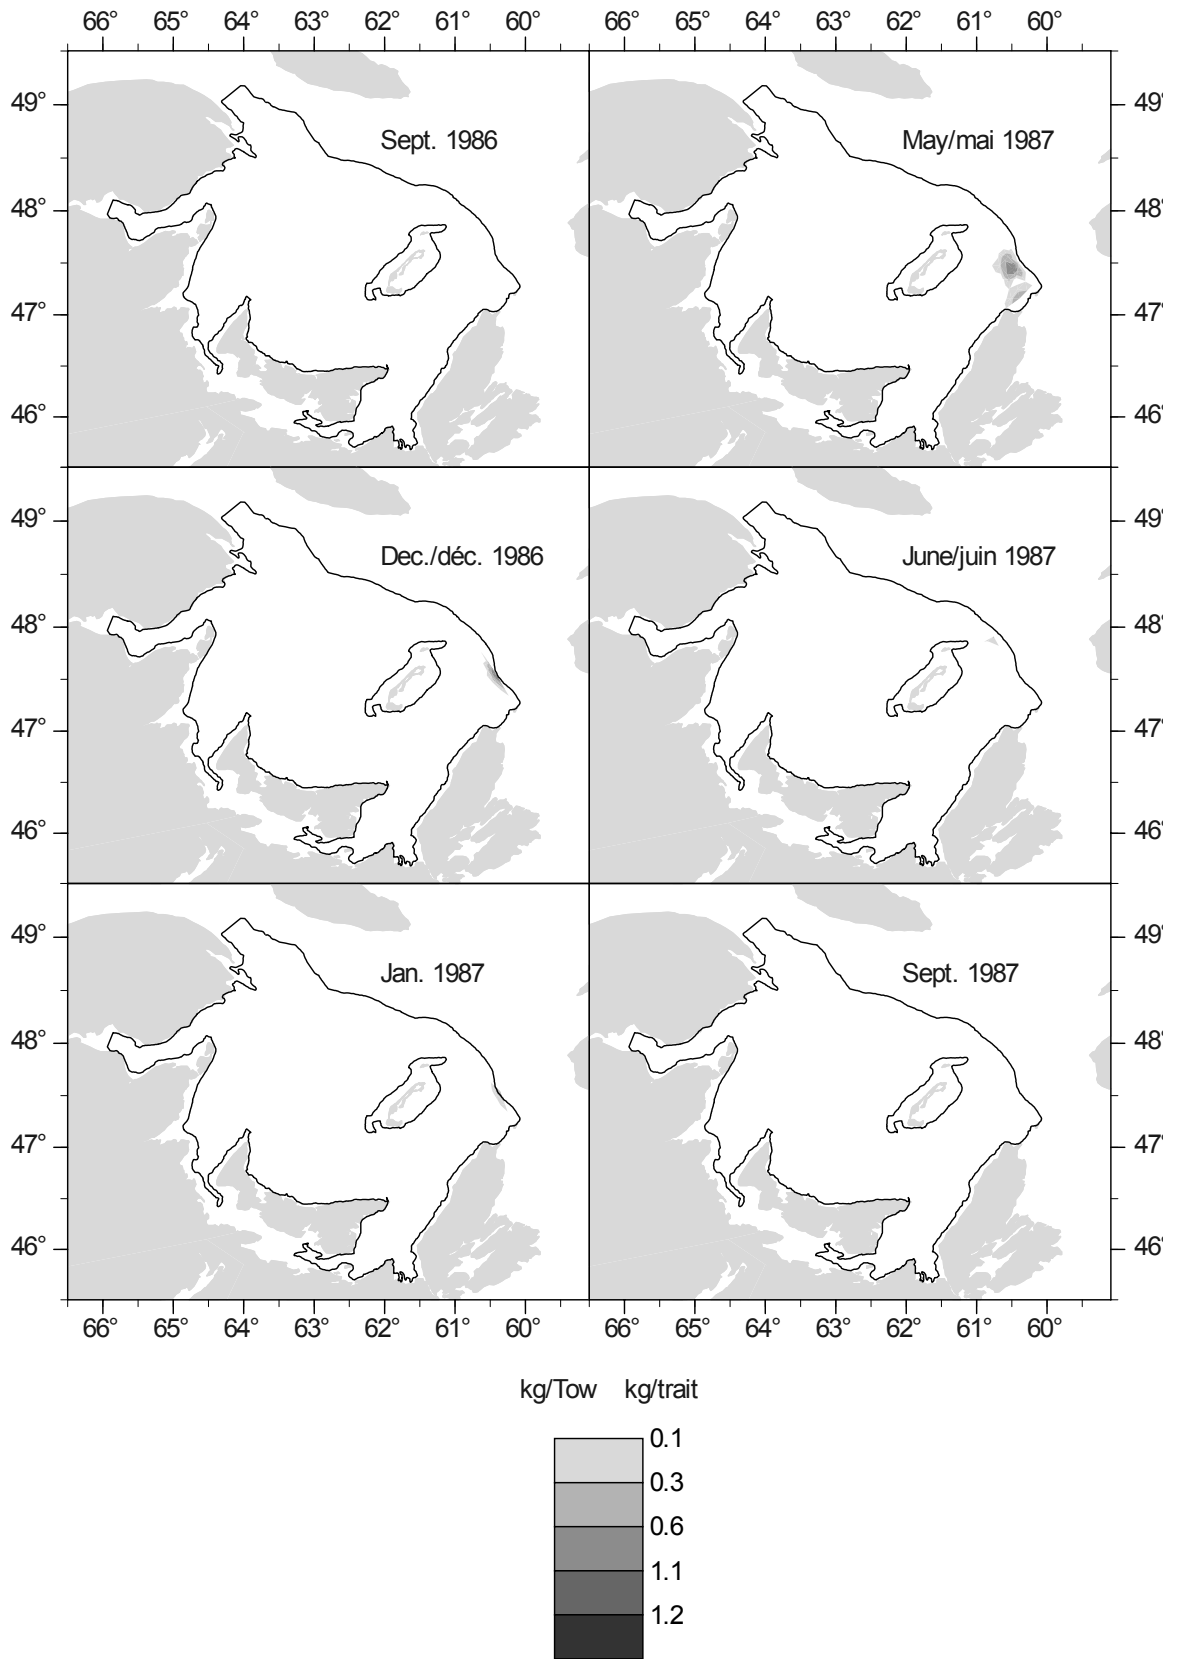 66° 65° 64° 63° 62° 61° 60° 66° 65° 64° 63° 62° 61° 60°
49° Sept. 1986 May/mai 1987 49°
48° 48°
47° 47°
46° 46°
49° Dec./déc. 1986 June/juin 1987 49°
48° 48°
47° 47°
46° 46°
49° Jan. 1987 Sept. 1987 49°
48° 48°
47° 47°
46° 46°
66° 65° 64° 63° 62° 61° 60° 66° 65° 64° 63° 62° 61° 60°
kg/Tow kg/trait
0.1
0.3
0.6
1.1
1.2